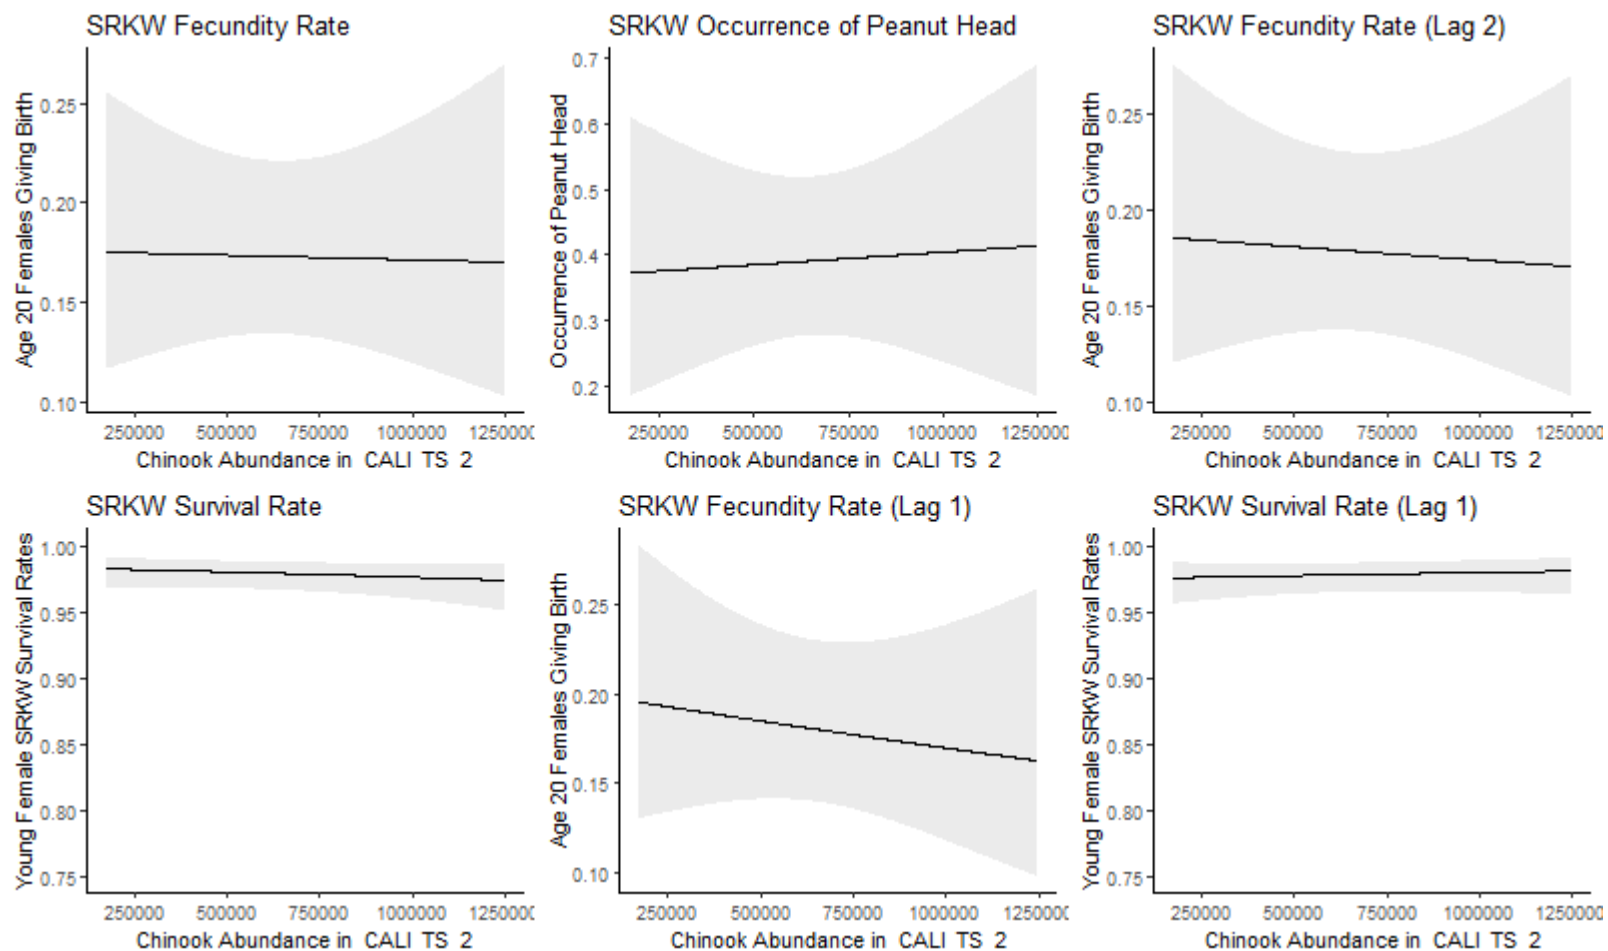 SRKW Fecundity Rate
Age 20 Females Giving Birth
0.25
0.20
0.15
0.10
250000 500000 750000 1000000 1250000
Chinook Abundance in CALI TS 2
SRKW Occurrence of Peanut Head
Occurrence of Peanut Head
0.7
0.6
0.5
0.4
0.3
0.2
250000 500000 750000 1000000 1250000
Chinook Abundance in CALI TS 2
SRKW Fecundity Rate (Lag 2)
Age 20 Females Giving Birth
0.25
0.20
0.15
0.10
250000 500000 750000 1000000 1250000
Chinook Abundance in CALI TS 2
SRKW Survival Rate
Young Female SRKW Survival Rates
1.00
0.95
0.90
0.85
0.80
0.75
250000 500000 750000 1000000 1250000
Chinook Abundance in CALI TS 2
SRKW Fecundity Rate (Lag 1)
Age 20 Females Giving Birth
0.25
0.20
0.15
0.10
250000 500000 750000 1000000 1250000
Chinook Abundance in CALI TS 2
SRKW Survival Rate (Lag 1)
Young Female SRKW Survival Rates
1.00
0.95
0.90
0.85
0.80
0.75
250000 500000 750000 1000000 1250000
Chinook Abundance in CALI TS 2